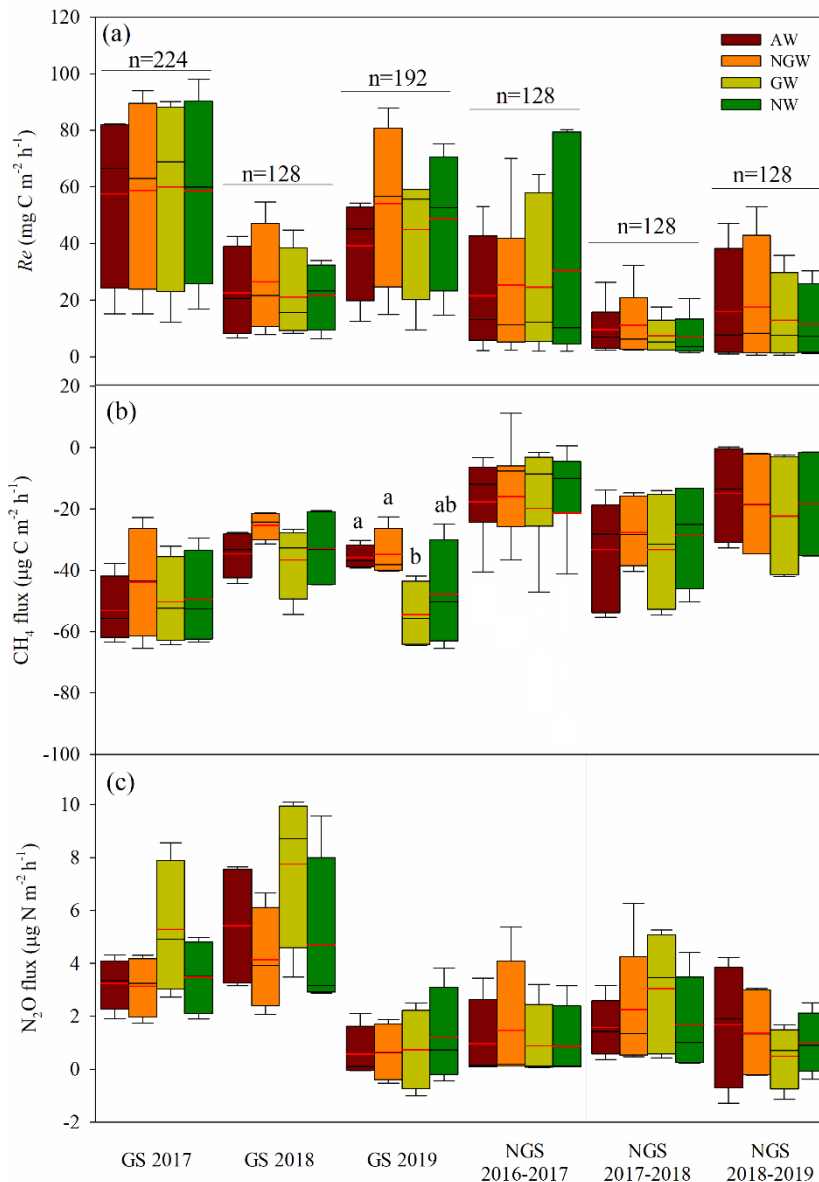 (a)
n=224
n=128
n=192
n=128
n=128
n=128
AW
NGW
GW
NW
Re (mg C m⁻² h⁻¹)
120
100
80
60
40
20
0
(b)
CH₄ flux (µg C m⁻² h⁻¹)
20
0
-20
-40
-60
-80
-100
a
a
b
ab
(c)
N₂O flux (µg N m⁻² h⁻¹)
10
8
6
4
2
0
-2
GS 2017
GS 2018
GS 2019
NGS
2016-2017
NGS
2017-2018
NGS
2018-2019